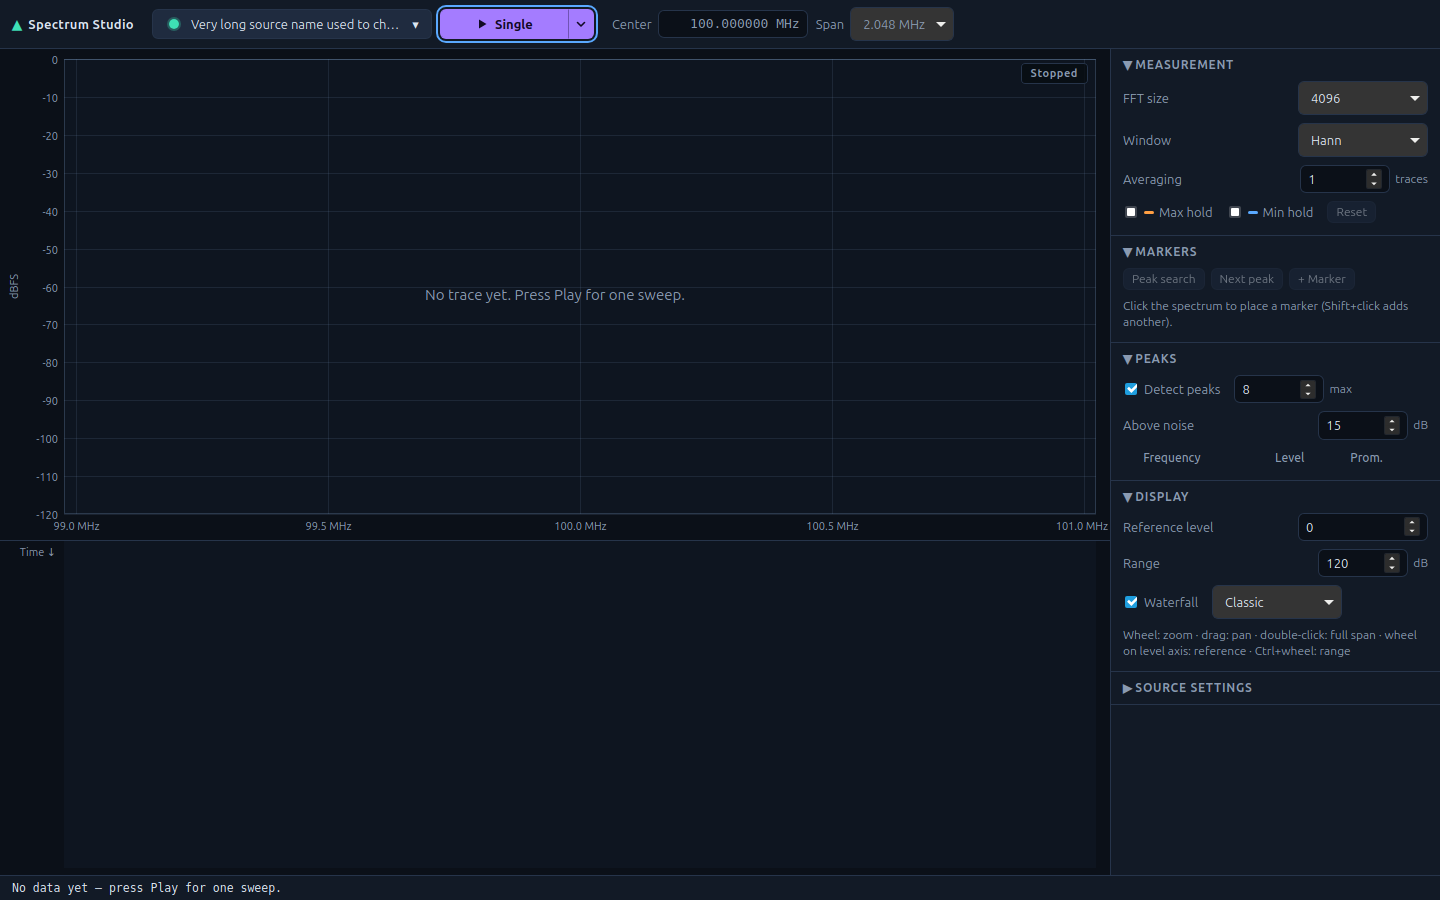 ▲ Spectrum Studio
Very long source name used to ch... ▾
Single
Center 100.000000 MHz
Span 2.048 MHz
0
-10
-20
-30
-40
-50
-60
-70
-80
-90
-100
-110
-120
dBFS
Stopped
No trace yet. Press Play for one sweep.
99.0 MHz 99.5 MHz 100.0 MHz 100.5 MHz 101.0 MHz
Time ↓
▼ MEASUREMENT
FFT size 4096
Window Hann
Averaging 1 traces
Max hold Min hold Reset
▼ MARKERS
Peak search Next peak + Marker
Click the spectrum to place a marker (Shift+click adds
another).
▼ PEAKS
Detect peaks 8 max
Above noise 15 dB
Frequency Level Prom.
▼ DISPLAY
Reference level 0
Range 120 dB
Waterfall Classic
Wheel: zoom · drag: pan · double-click: full span · wheel
on level axis: reference · Ctrl+wheel: range
▶ SOURCE SETTINGS
No data yet — press Play for one sweep.